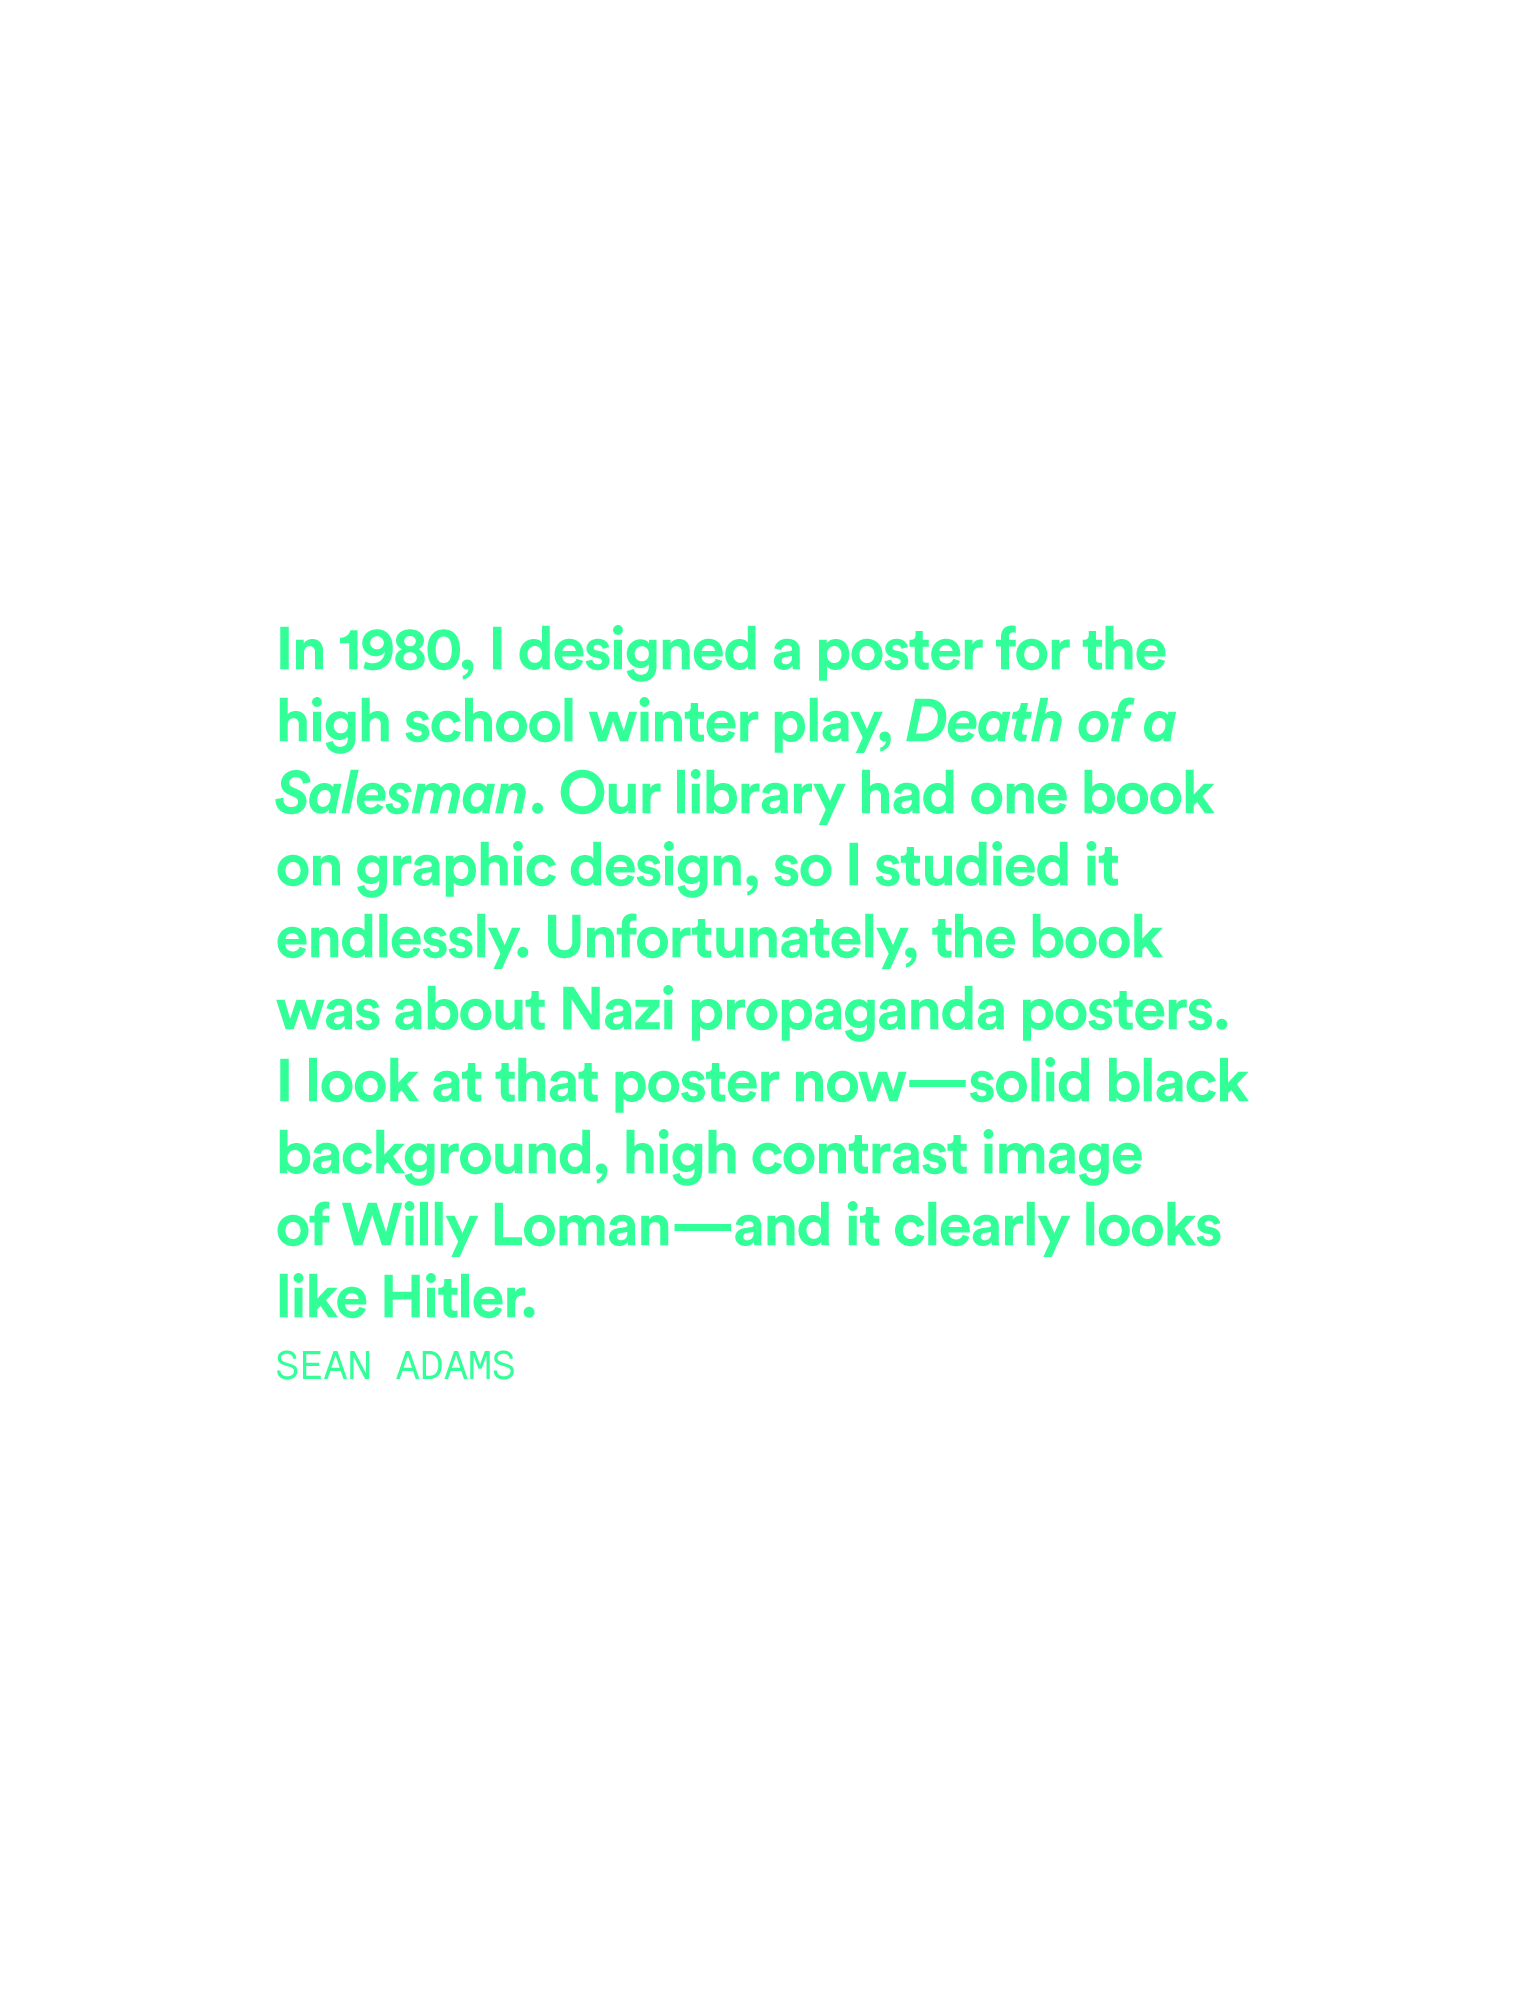 In 1980, I designed a poster for the
high school winter play, Death of a
Salesman. Our library had one book
on graphic design, so I studied it
endlessly. Unfortunately, the book
was about Nazi propaganda posters.
I look at that poster now—solid black
background, high contrast image
of Willy Loman—and it clearly looks
like Hitler.
SEAN ADAMS